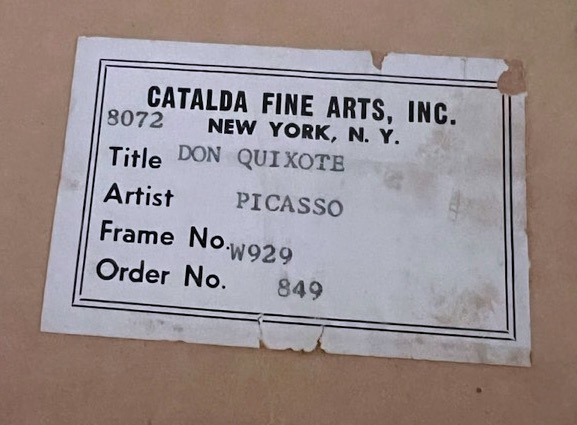 CATALDA FINE ARTS, INC.
8072 NEW YORK, N. Y.
Title DON QUIXOTE
Artist PICASSO
Frame No. W929
Order No. 849